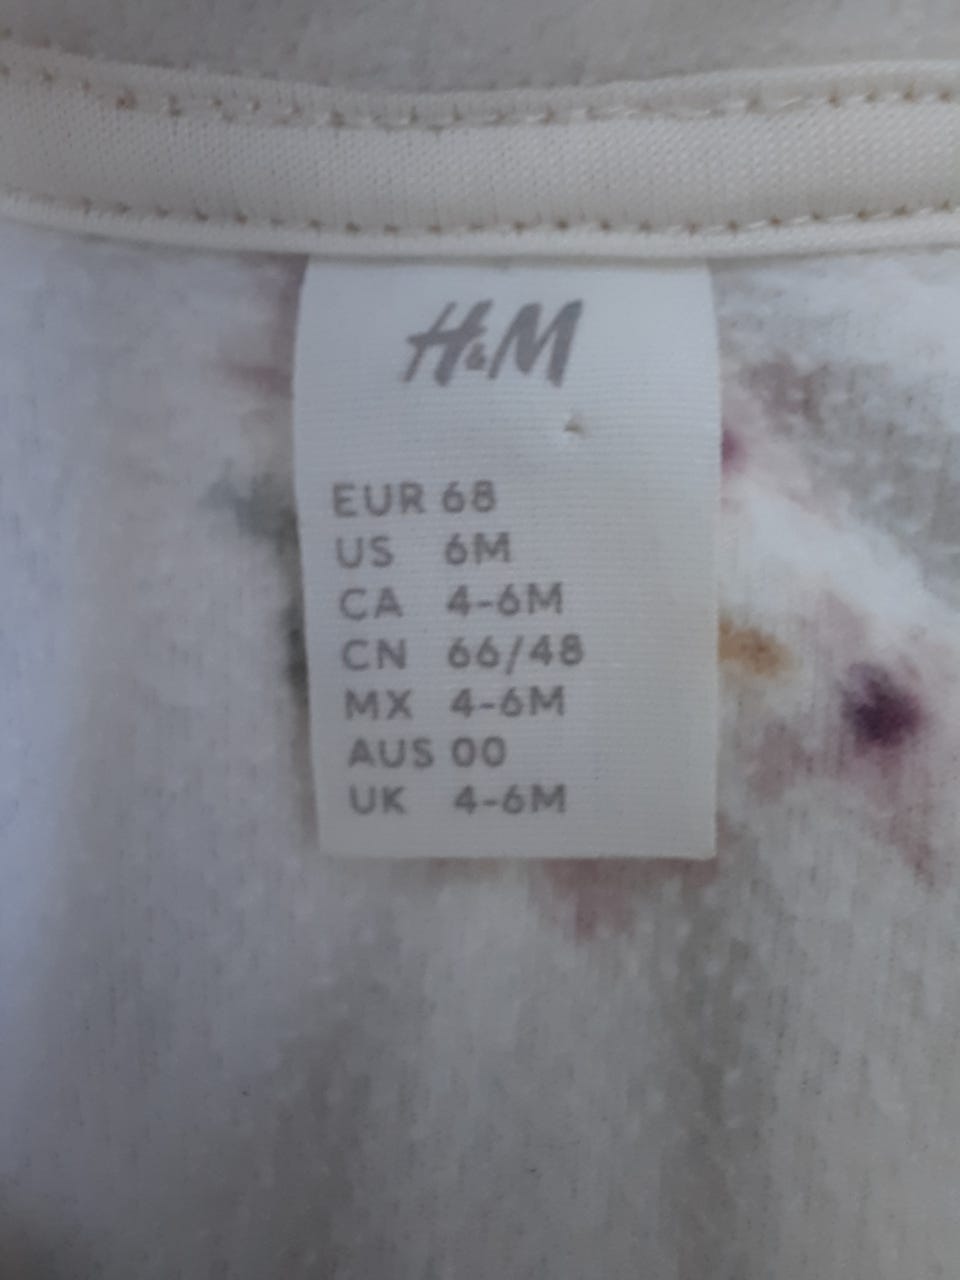 H&M
EUR 68
US 6M
CA 4-6M
CN 66/48
MX 4-6M
AUS 00
UK 4-6M